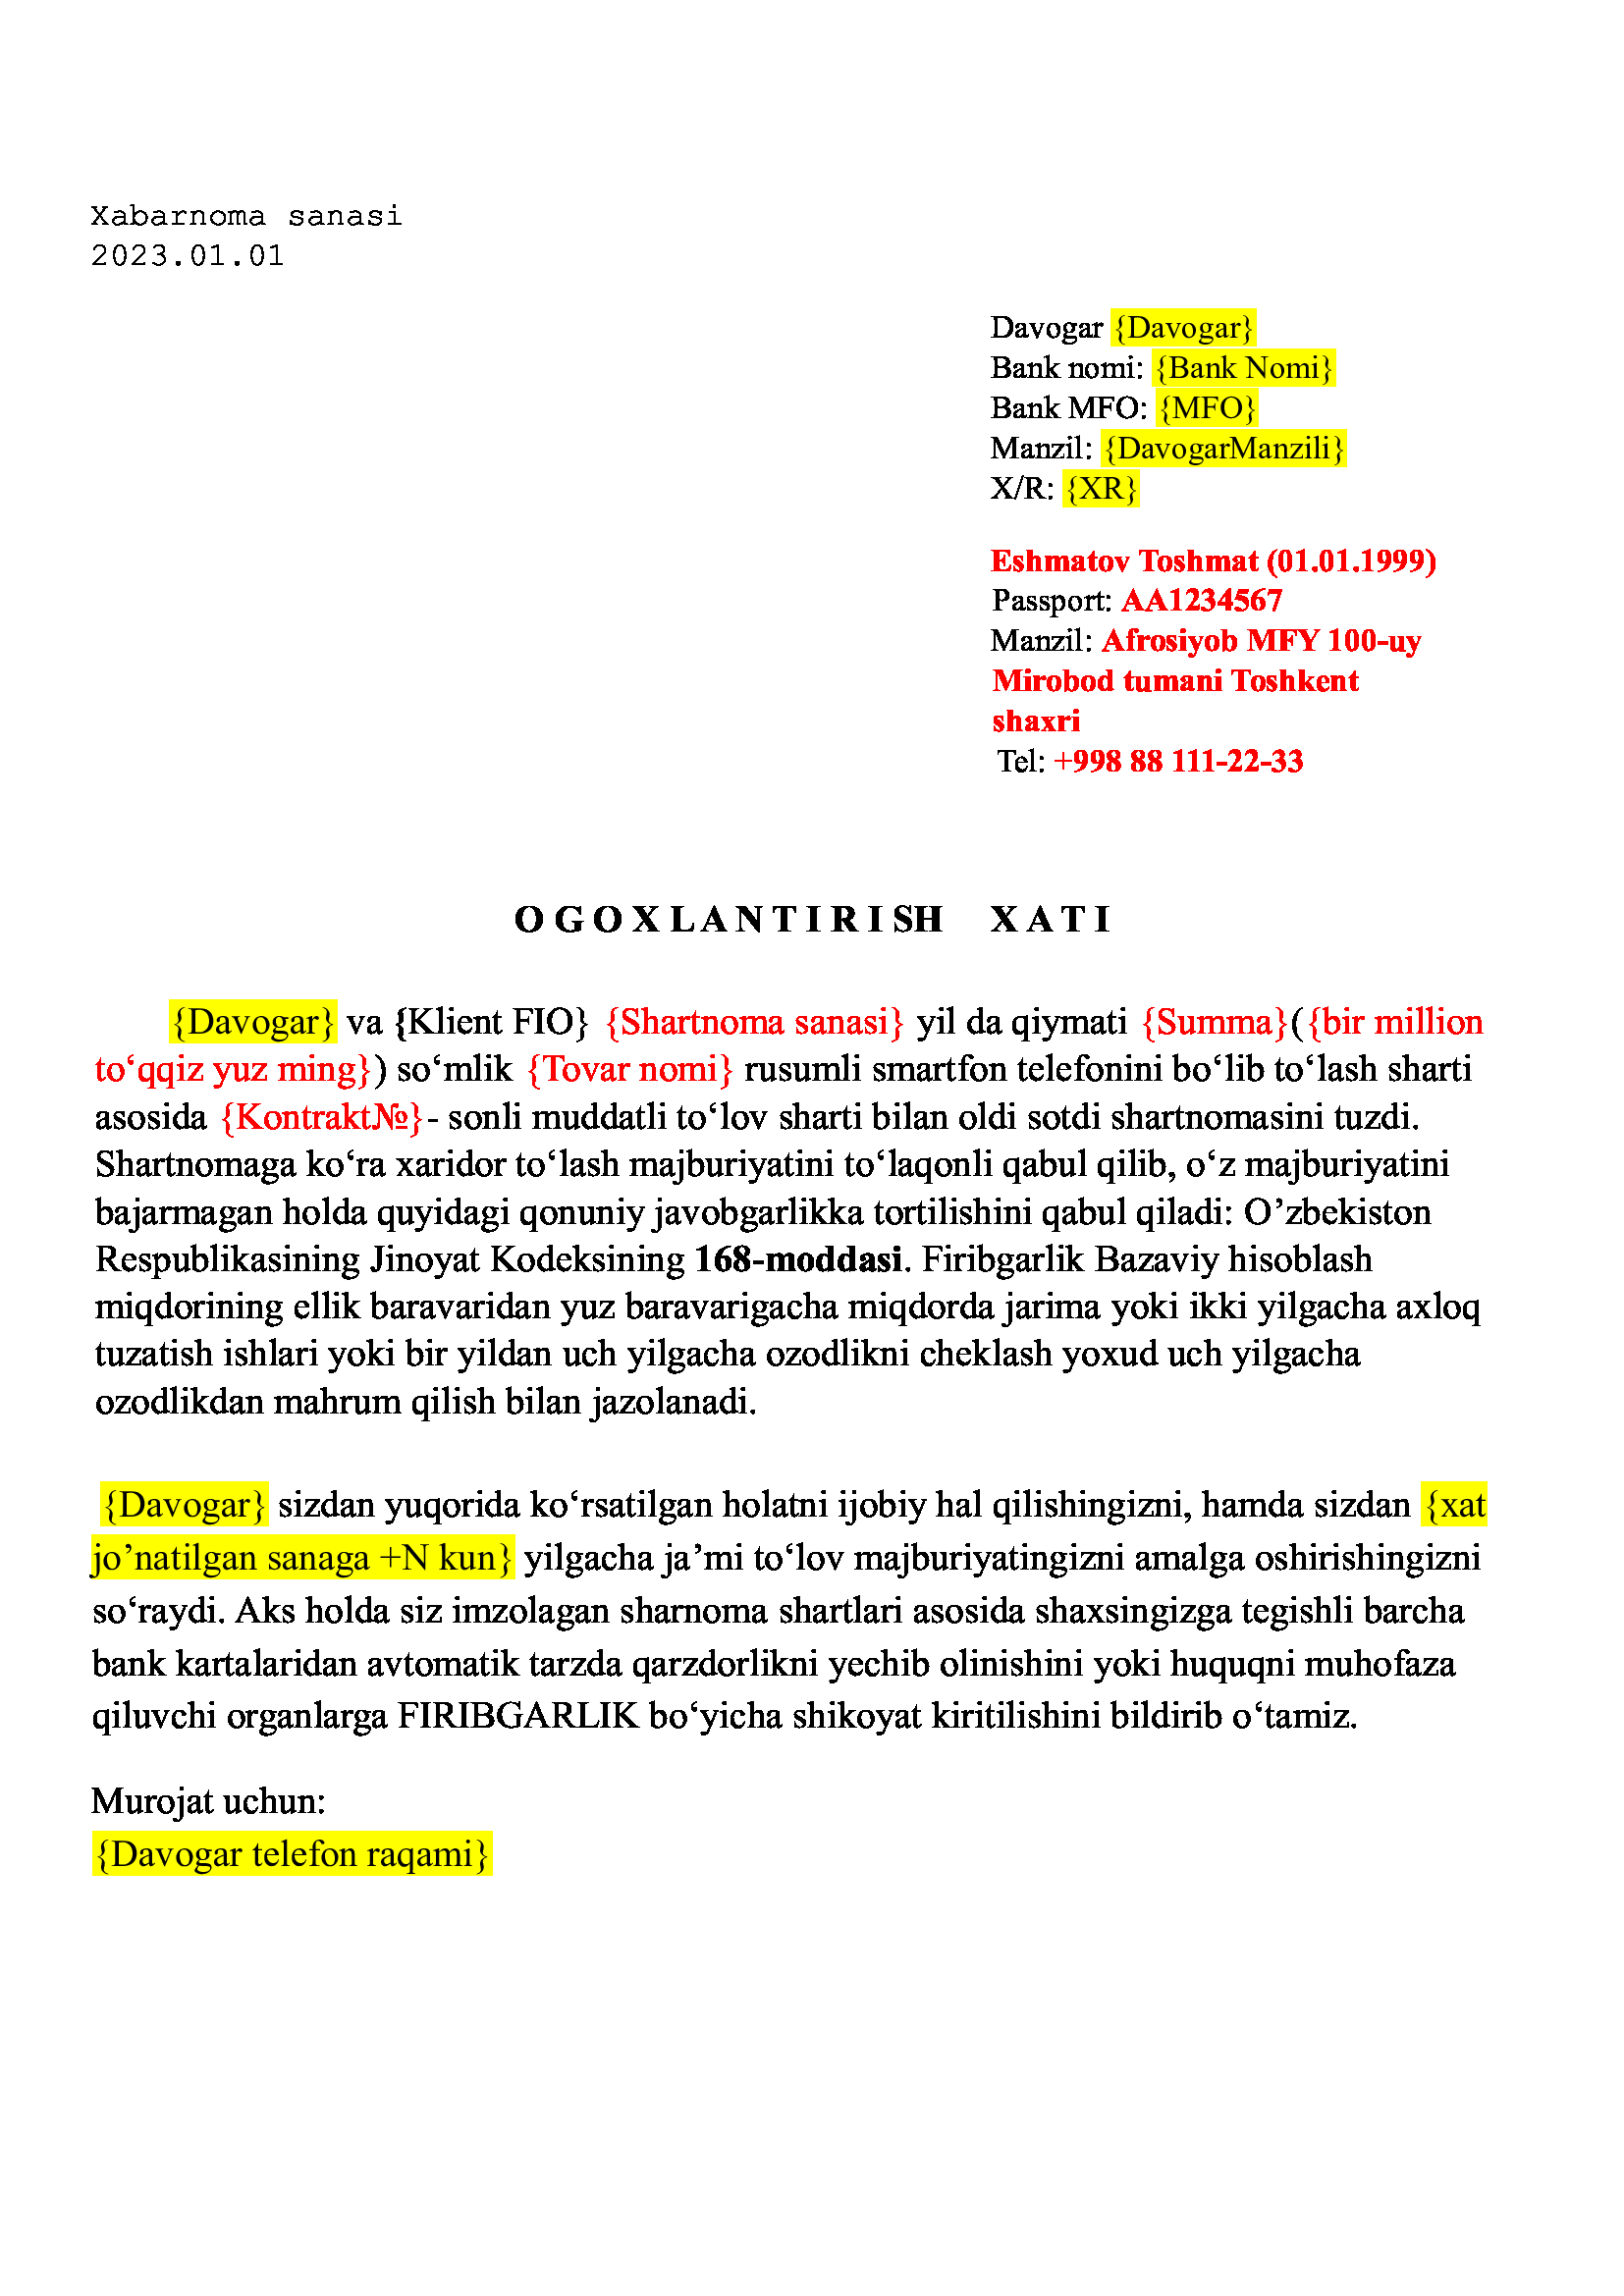 Xabarnoma sanasi
2023.01.01
Davogar {Davogar}
Bank nomi: {Bank Nomi}
Bank MFO: {MFO}
Manzil: {DavogarManzili}
X/R: {XR}
Eshmatov Toshmat (01.01.1999)
Passport: AA1234567
Manzil: Afrosiyob MFY 100-uy
Mirobod tumani Toshkent
shaxri
Tel: +998 88 111-22-33
O G O X L A N T I R I SH X A T I
{Davogar} va {Klient FIO} {Shartnoma sanasi} yil da qiymati {Summa}({bir million
to‘qqiz yuz ming}) so‘mlik {Tovar nomi} rusumli smartfon telefonini bo‘lib to‘lash sharti
asosida {Kontrakt№}- sonli muddatli to‘lov sharti bilan oldi sotdi shartnomasini tuzdi.
Shartnomaga ko‘ra xaridor to‘lash majburiyatini to‘laqonli qabul qilib, o‘z majburiyatini
bajarmagan holda quyidagi qonuniy javobgarlikka tortilishini qabul qiladi: O’zbekiston
Respublikasining Jinoyat Kodeksining 168-moddasi. Firibgarlik Bazaviy hisoblash
miqdorining ellik baravaridan yuz baravarigacha miqdorda jarima yoki ikki yilgacha axloq
tuzatish ishlari yoki bir yildan uch yilgacha ozodlikni cheklash yoxud uch yilgacha
ozodlikdan mahrum qilish bilan jazolanadi.
{Davogar} sizdan yuqorida ko‘rsatilgan holatni ijobiy hal qilishingizni, hamda sizdan {xat
jo’natilgan sanaga +N kun} yilgacha ja’mi to‘lov majburiyatingizni amalga oshirishingizni
so‘raydi. Aks holda siz imzolagan sharnoma shartlari asosida shaxsingizga tegishli barcha
bank kartalaridan avtomatik tarzda qarzdorlikni yechib olinishini yoki huquqni muhofaza
qiluvchi organlarga FIRIBGARLIK bo‘yicha shikoyat kiritilishini bildirib o‘tamiz.
Murojat uchun:
{Davogar telefon raqami}